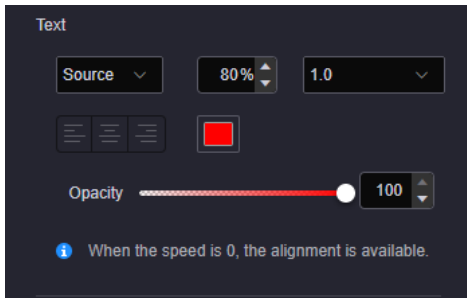 Text
Source 80% 1.0
Opacity 100
When the speed is 0, the alignment is available.